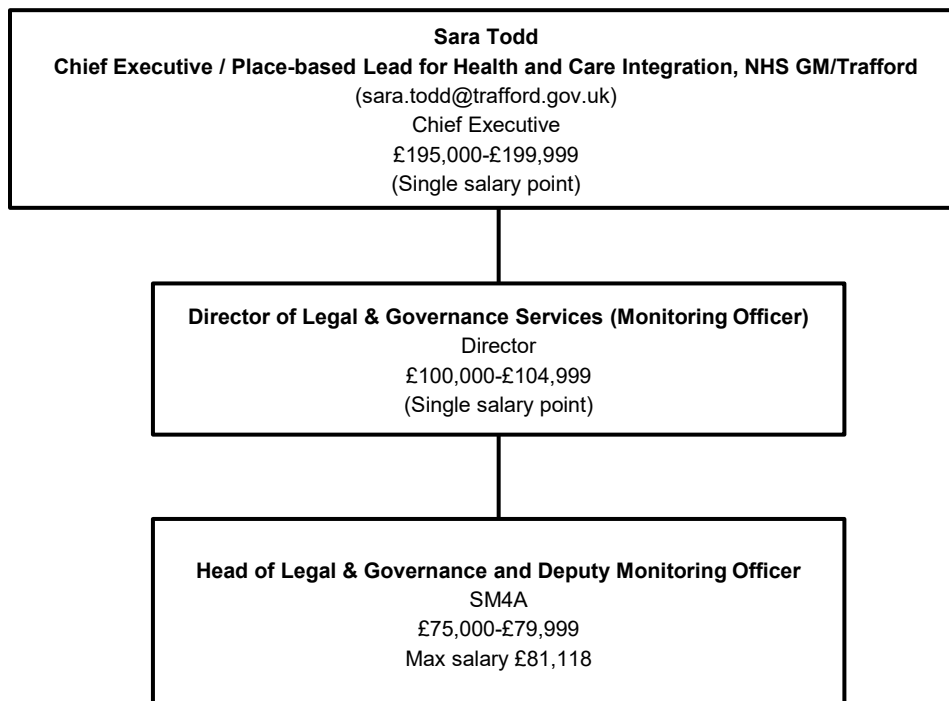 Sara Todd
Chief Executive / Place-based Lead for Health and Care Integration, NHS GM/Trafford
(sara.todd@trafford.gov.uk)
Chief Executive
£195,000-£199,999
(Single salary point)
Director of Legal & Governance Services (Monitoring Officer)
Director
£100,000-£104,999
(Single salary point)
Head of Legal & Governance and Deputy Monitoring Officer
SM4A
£75,000-£79,999
Max salary £81,118